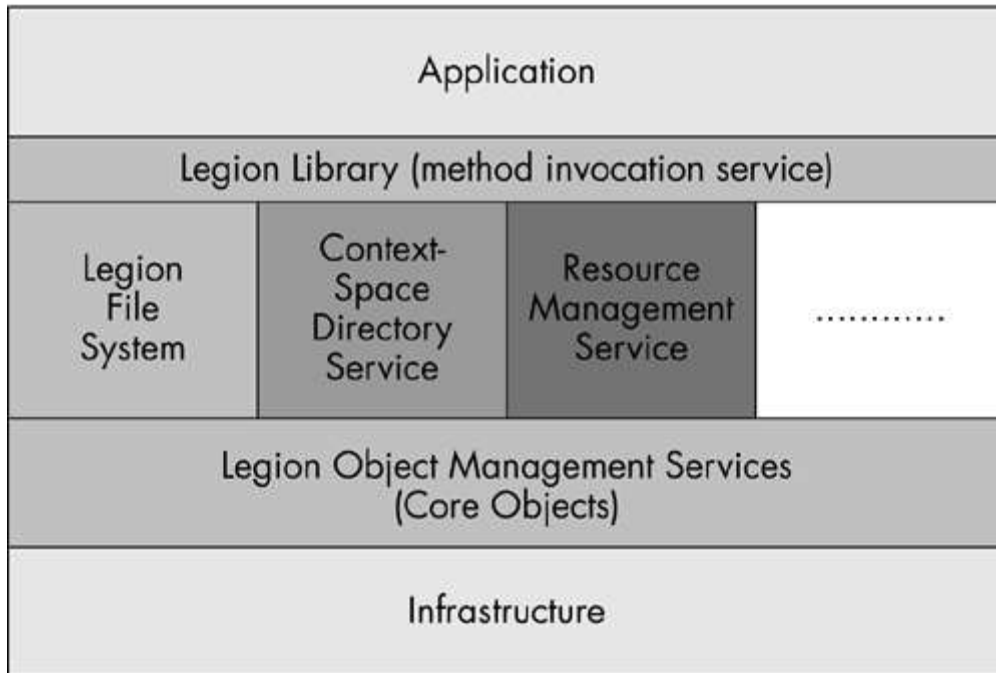 Application
Legion Library (method invocation service)
Legion
File
System
Context-
Space
Directory
Service
Resource
Management
Service
............
Legion Object Management Services
(Core Objects)
Infrastructure